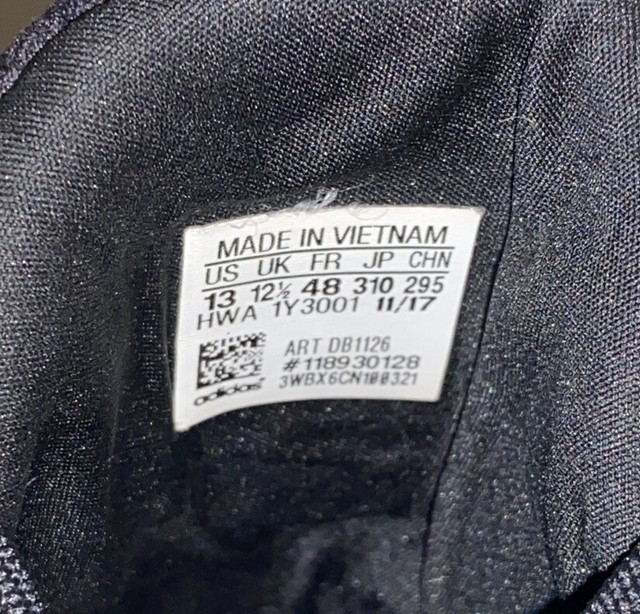 MADE IN VIETNAM
US UK FR JP CHN
13 12½ 48 310 295
HWA 1Y3001 11/17
ART DB1126
#118930128
3WBX6CN100321
adidas